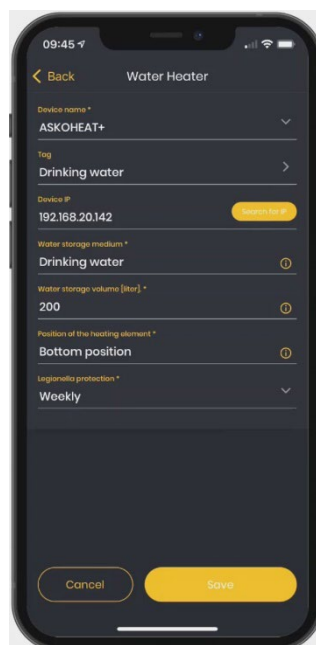 09:45
Back
Water Heater
Device name *
ASKOHEAT+
Tag
Drinking water
Device IP
192.168.20.142
Search for IP
Water storage medium *
Drinking water
Water storage volume [liter]. *
200
Position of the heating element *
Bottom position
Legionella protection *
Weekly
Cancel
Save